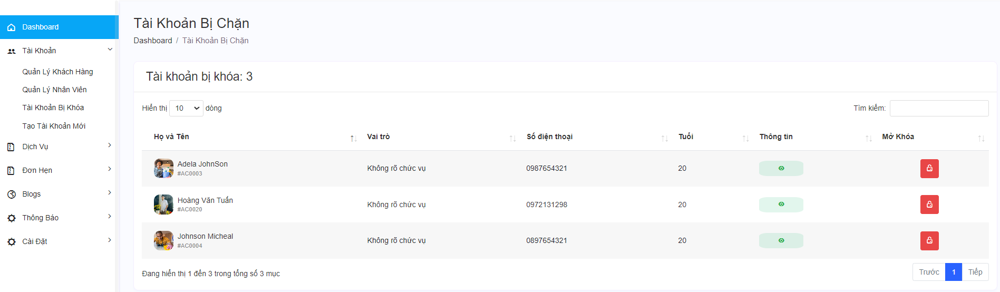 Dashboard
Tài Khoản
Quản Lý Khách Hàng
Quản Lý Nhân Viên
Tài Khoản Bị Khóa
Tạo Tài Khoản Mới
Dịch Vụ
Đơn Hẹn
Blogs
Thông Báo
Cài Đặt
Tài Khoản Bị Chặn
Dashboard / Tài Khoản Bị Chặn
Tài khoản bị khóa: 3
Hiển thị 10 dòng
Tìm kiếm:
Họ và Tên Vai trò Số điện thoại Tuổi Thông tin Mở Khóa
Adela JohnSon
#AC0003
Không rõ chức vụ 0987654321 20
Hoàng Văn Tuấn
#AC0020
Không rõ chức vụ 0972131298 20
Johnson Micheal
#AC0004
Không rõ chức vụ 0897654321 20
Đang hiển thị 1 đến 3 trong tổng số 3 mục
Trước 1 Tiếp